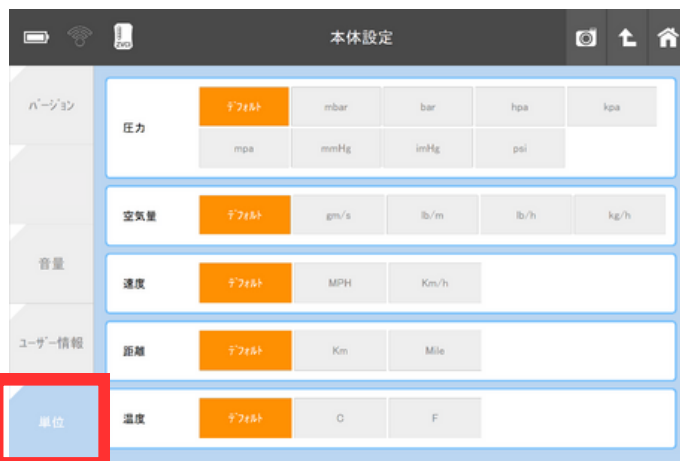 ZVCI
本体設定
バージョン
音量
ユーザー情報
単位
圧力
デフォルト mbar bar hpa kpa
mpa mmHg imHg psi
空気量
デフォルト gm/s lb/m lb/h kg/h
速度
デフォルト MPH Km/h
距離
デフォルト Km Mile
温度
デフォルト C F